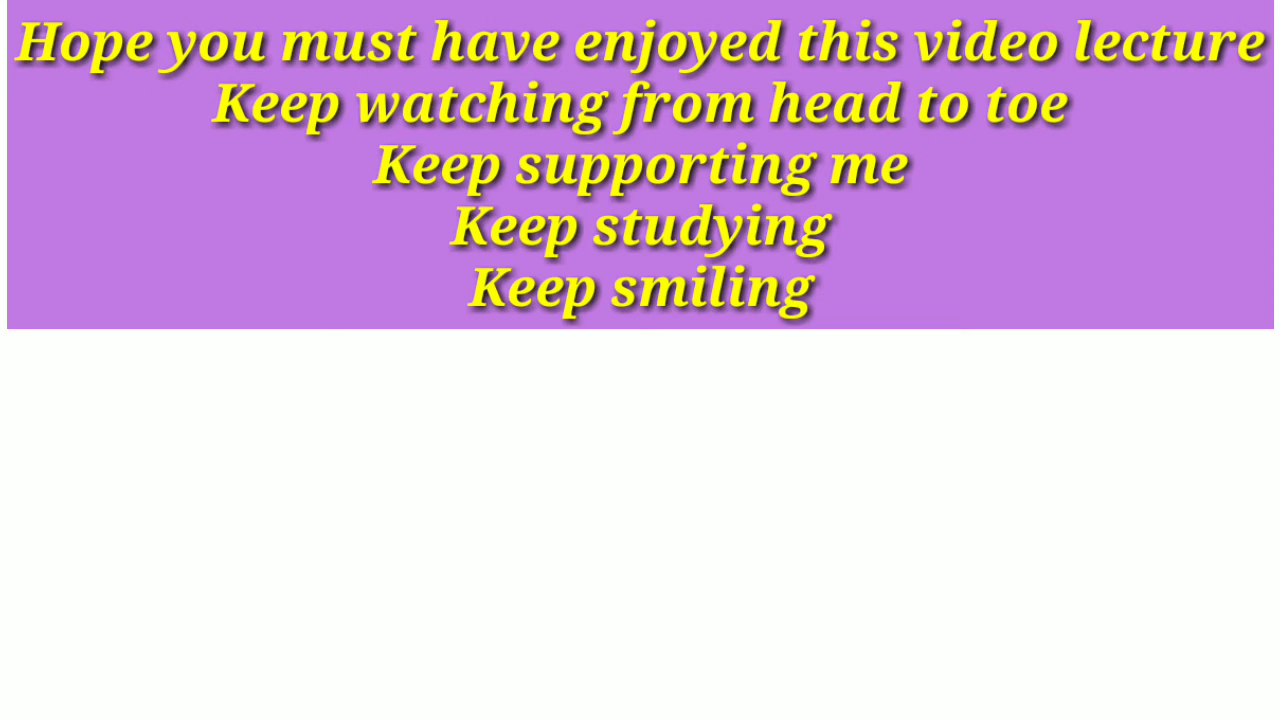 Hope you must have enjoyed this video lecture
Keep watching from head to toe
Keep supporting me
Keep studying
Keep smiling